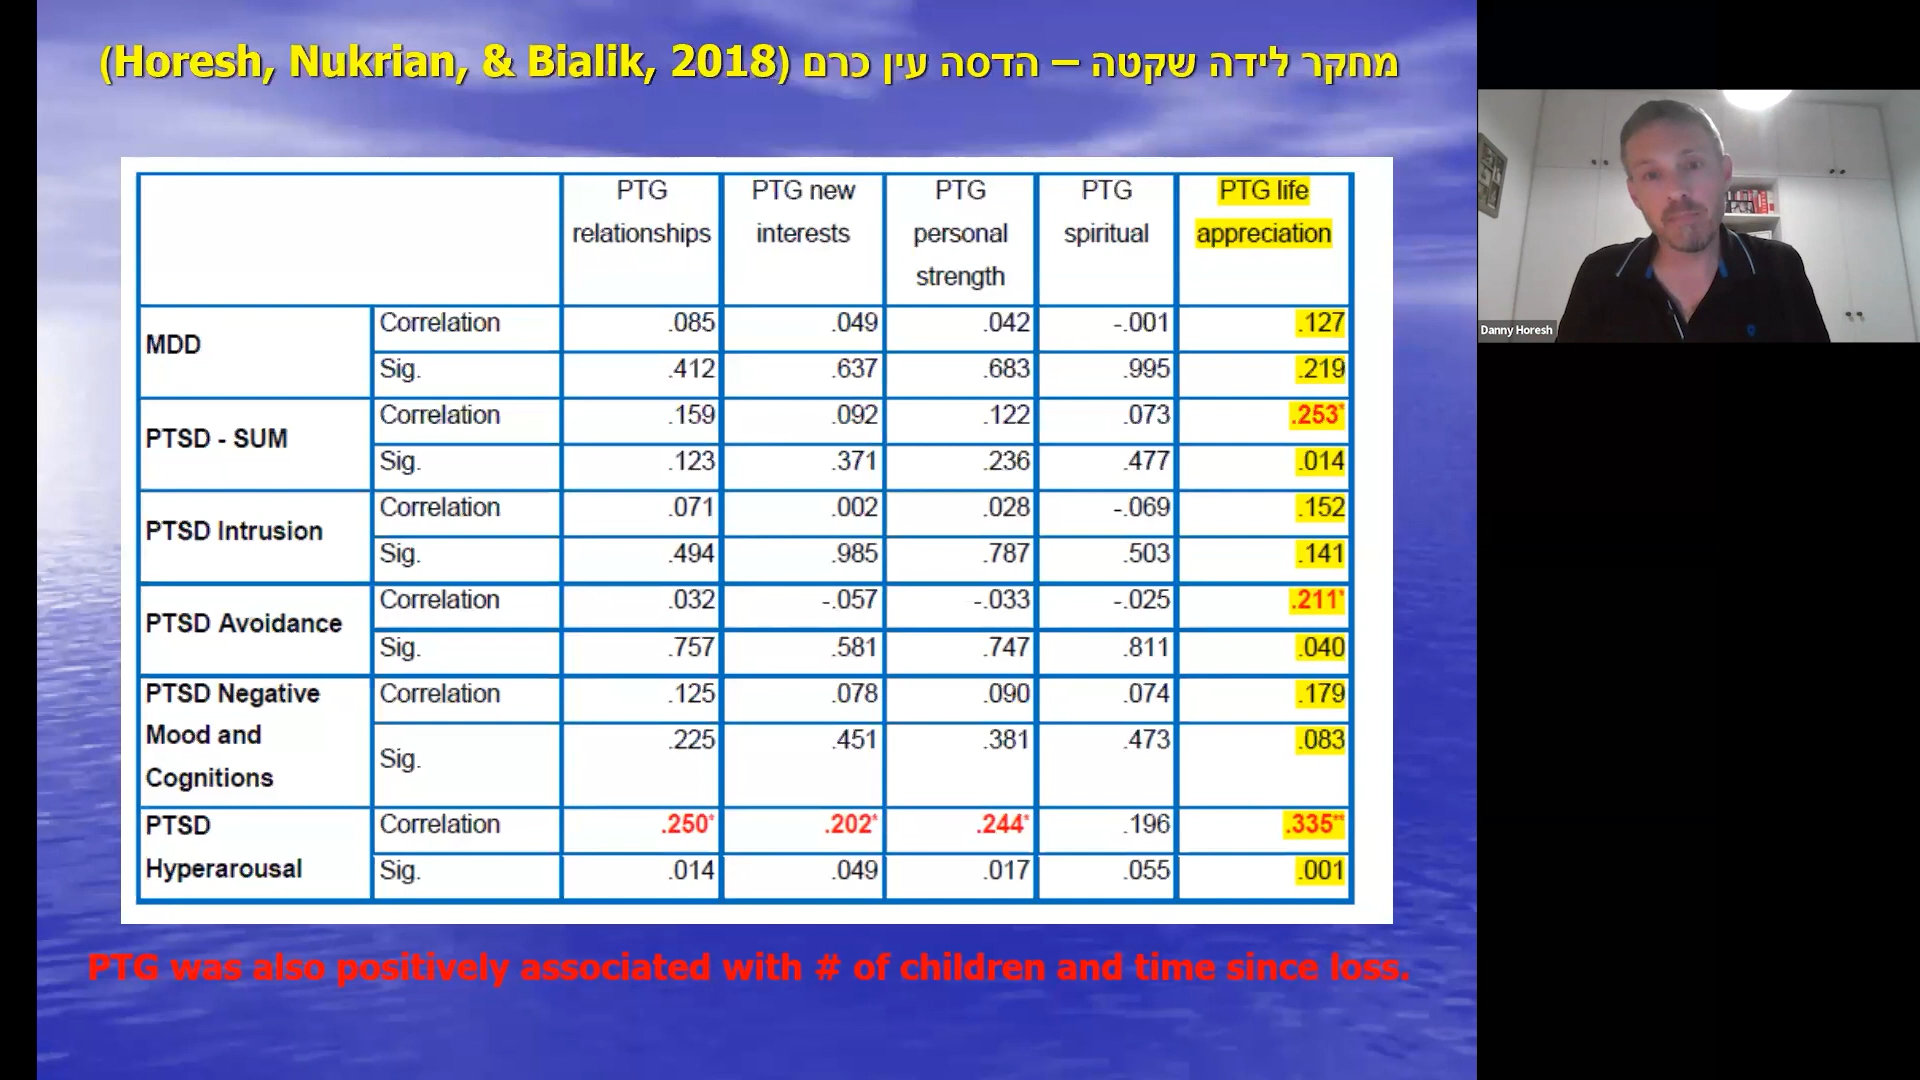 מחקר לידה שקטה – הדסה עין כרם (Horesh, Nukrian, & Bialik, 2018)
PTG relationships PTG new interests PTG personal strength PTG spiritual PTG life appreciation
MDD Correlation .085 .049 .042 -.001 .127
Sig. .412 .637 .683 .995 .219
PTSD - SUM Correlation .159 .092 .122 .073 .253*
Sig. .123 .371 .236 .477 .014
PTSD Intrusion Correlation .071 .002 .028 -.069 .152
Sig. .494 .985 .787 .503 .141
PTSD Avoidance Correlation .032 -.057 -.033 -.025 .211*
Sig. .757 .581 .747 .811 .040
PTSD Negative Mood and Cognitions Correlation .125 .078 .090 .074 .179
Sig. .225 .451 .381 .473 .083
PTSD Hyperarousal Correlation .250* .202* .244* .196 .335**
Sig. .014 .049 .017 .055 .001
PTG was also positively associated with # of children and time since loss.
Danny Horesh